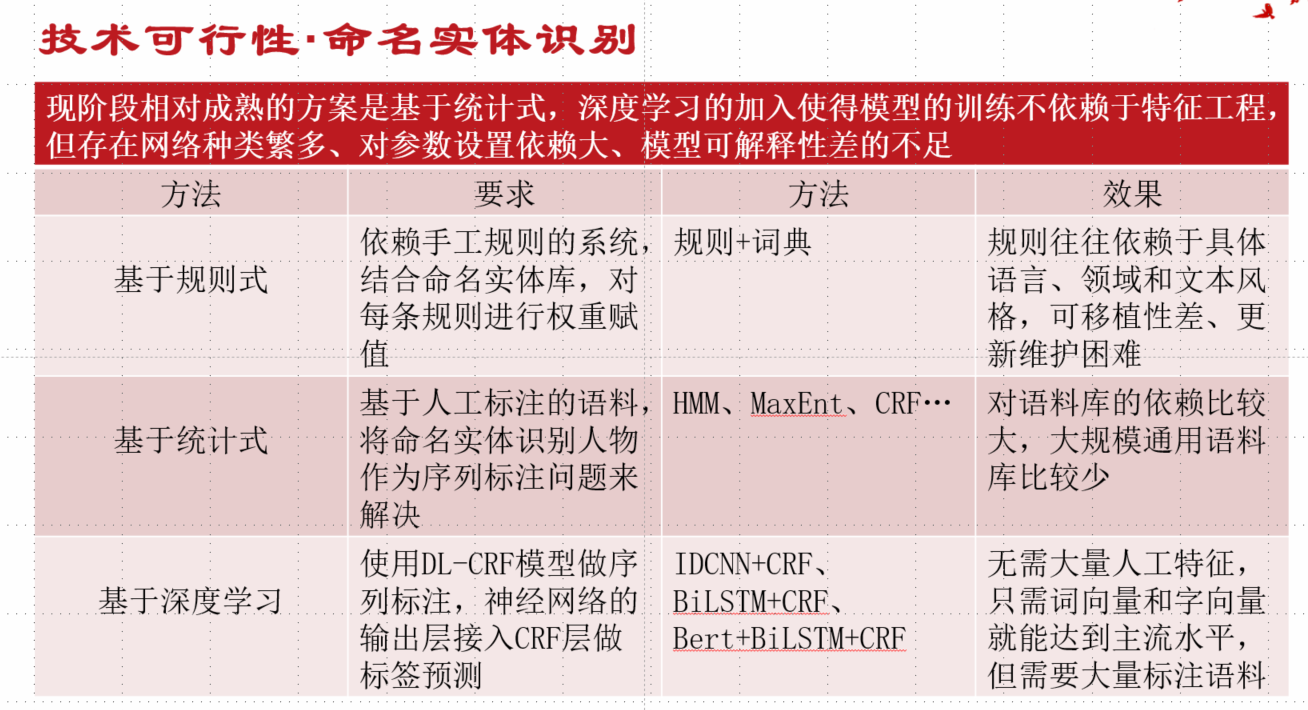 技术可行性·命名实体识别
现阶段相对成熟的方案是基于统计式，深度学习的加入使得模型的训练不依赖于特征工程，
但存在网络种类繁多、对参数设置依赖大、模型可解释性差的不足
方法
要求
方法
效果
基于规则式
依赖手工规则的系统，
结合命名实体库，对
每条规则进行权重赋
值
规则+词典
规则往往依赖于具体
语言、领域和文本风
格，可移植性差、更
新维护困难
基于统计式
基于人工标注的语料，
将命名实体识别人物
作为序列标注问题来
解决
HMM、MaxEnt、CRF…
对语料库的依赖比较
大，大规模通用语料
库比较少
基于深度学习
使用DL-CRF模型做序
列标注，神经网络的
输出层接入CRF层做
标签预测
IDCNN+CRF、
BiLSTM+CRF、
Bert+BiLSTM+CRF
无需大量人工特征，
只需词向量和字向量
就能达到主流水平，
但需要大量标注语料